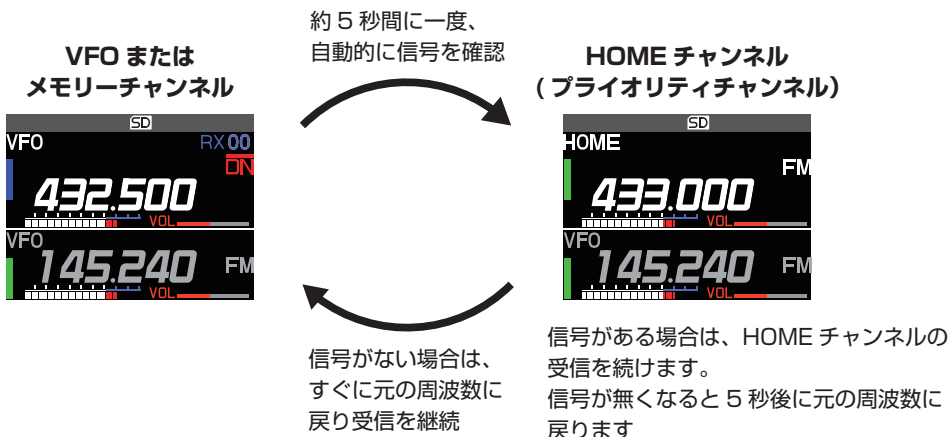 約 5 秒間に一度、
自動的に信号を確認
VFO または
メモリーチャンネル
HOME チャンネル
( プライオリティチャンネル）
SD
VFO
RX 00
DN
432.500
VOL
VFO
145.240
FM
VOL
SD
HOME
FM
433.000
VOL
VFO
145.240
FM
VOL
信号がない場合は、
すぐに元の周波数に
戻り受信を継続
信号がある場合は、HOME チャンネルの
受信を続けます。
信号が無くなると 5 秒後に元の周波数に
戻ります